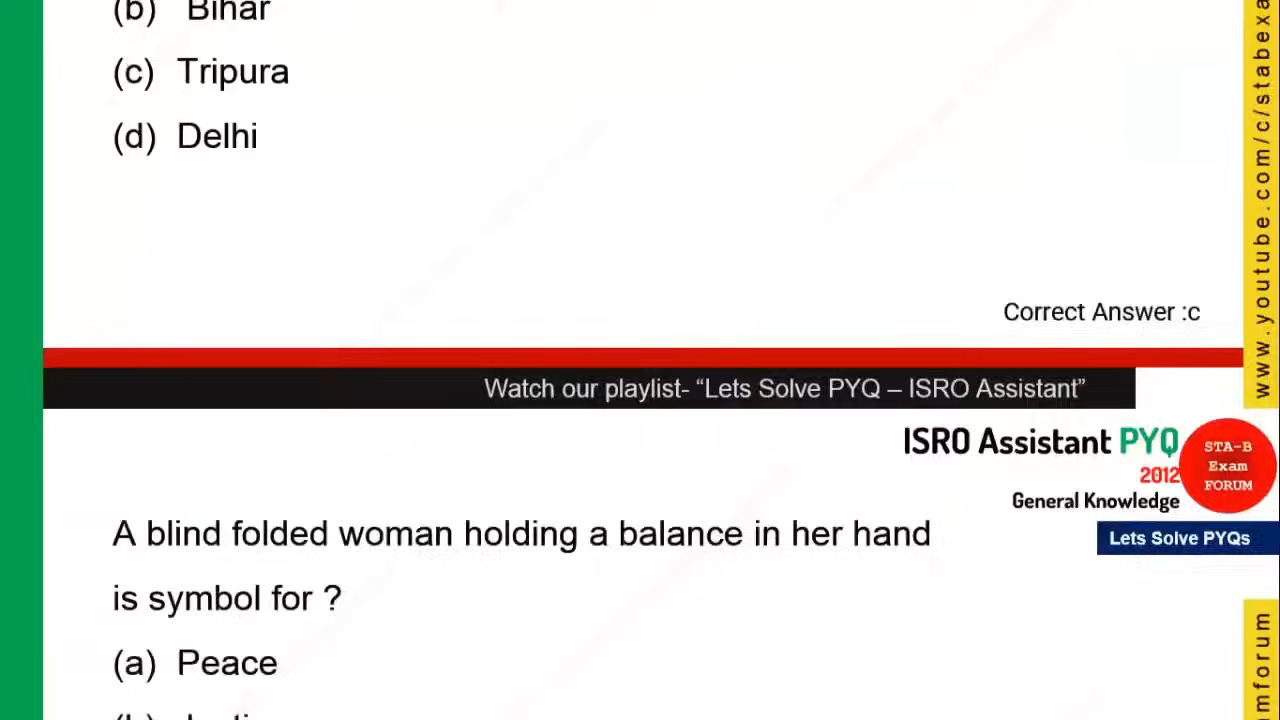 (b) Bihar
(c) Tripura
(d) Delhi
Correct Answer :c
Watch our playlist- “Lets Solve PYQ – ISRO Assistant”
ISRO Assistant PYQ
2012
General Knowledge
STA-B
Exam
FORUM
Lets Solve PYQs
A blind folded woman holding a balance in her hand
is symbol for ?
(a) Peace
(b)
www.youtube.com/c/stabexa
mforum